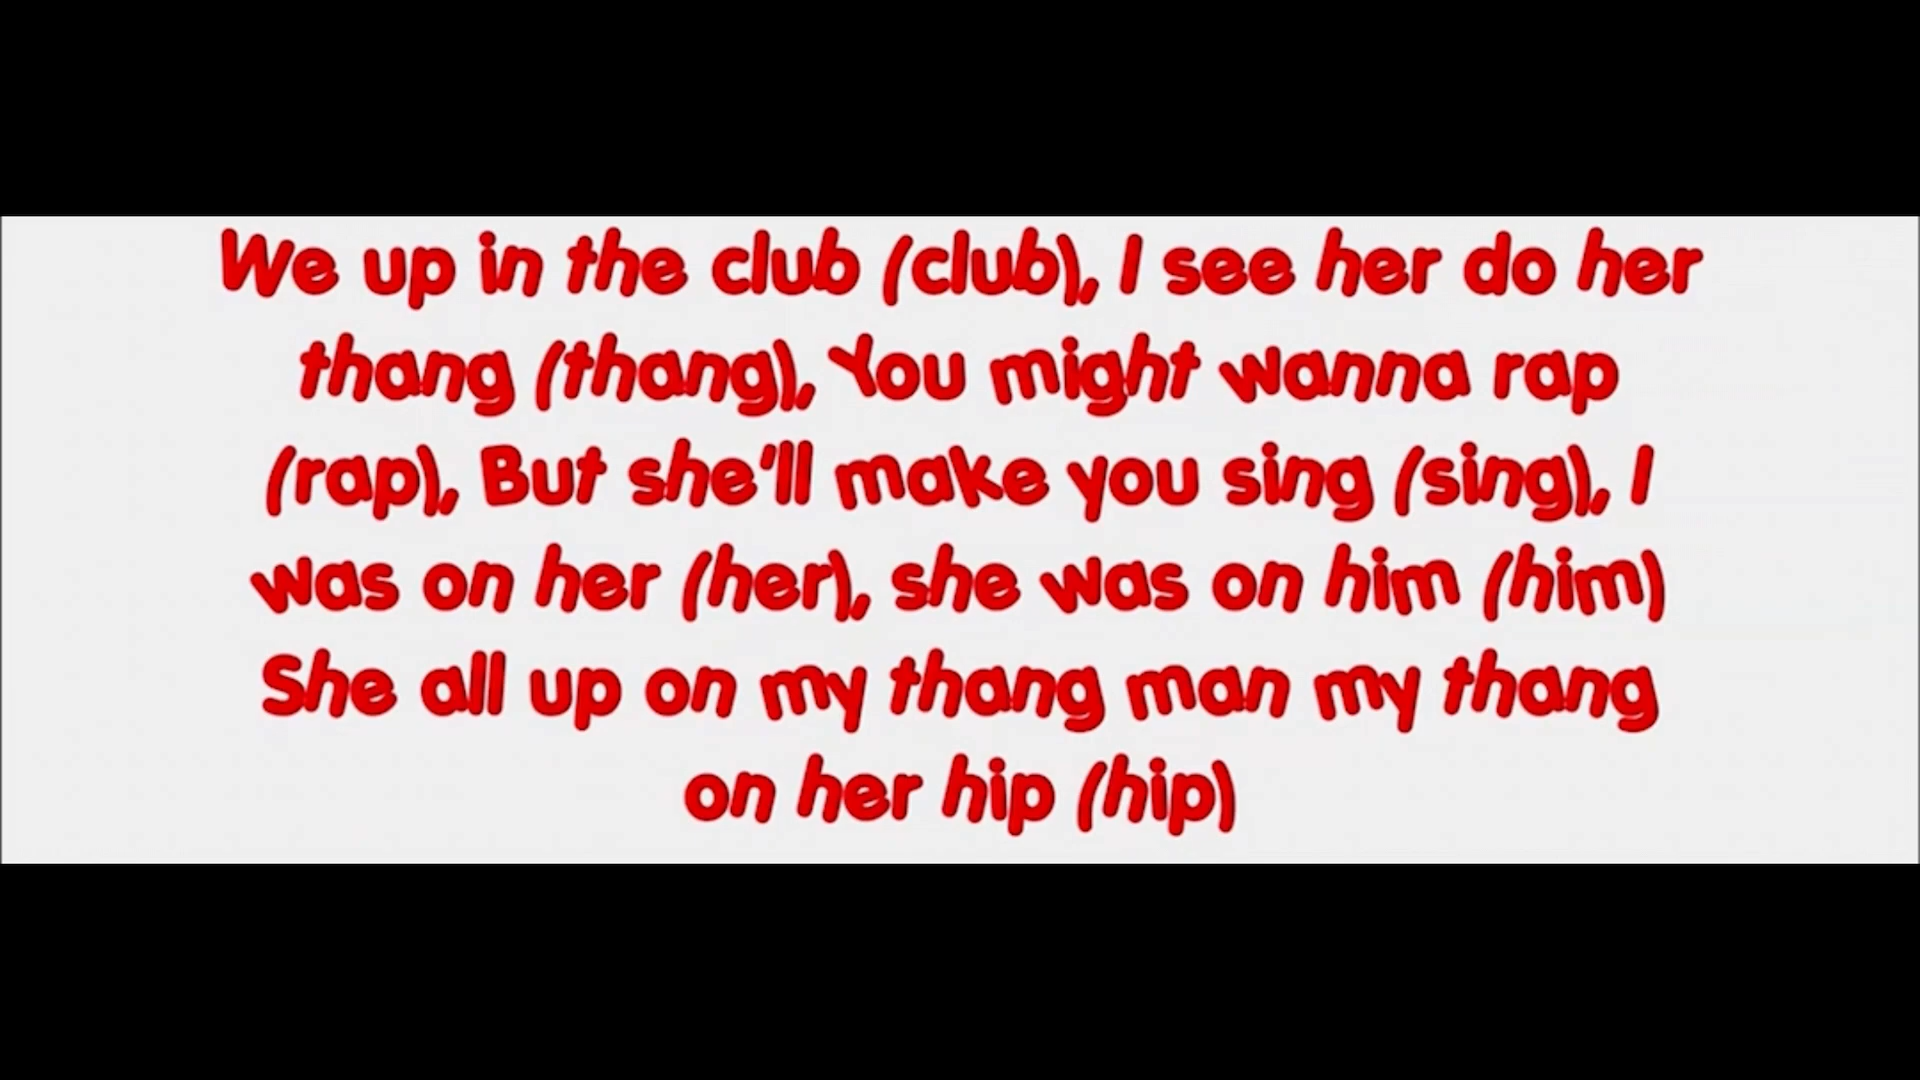 We up in the club (club), I see her do her
thang (thang), You might wanna rap
(rap), But she'll make you sing (sing), I
was on her (her), she was on him (him)
She all up on my thang man my thang
on her hip (hip)